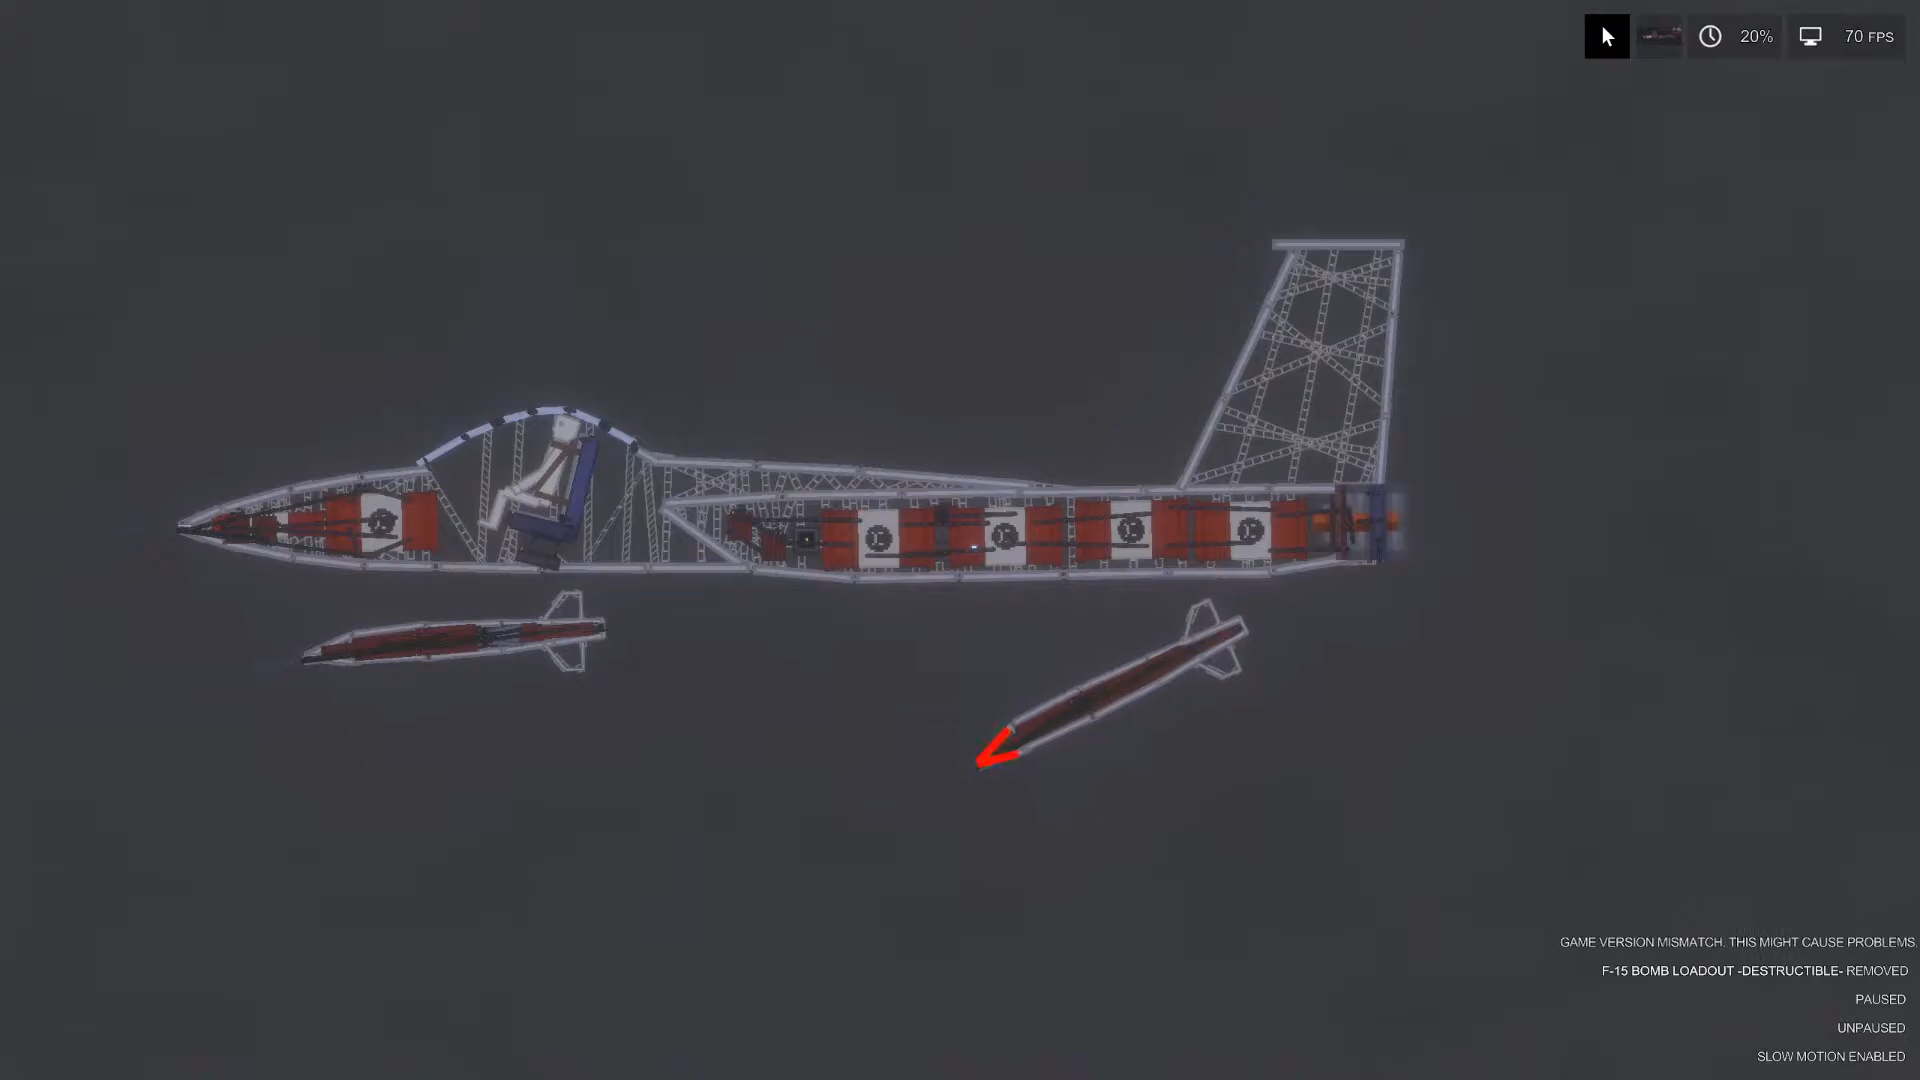 20%
70 FPS
GAME VERSION MISMATCH. THIS MIGHT CAUSE PROBLEMS.
F-15 BOMB LOADOUT -DESTRUCTIBLE- REMOVED
PAUSED
UNPAUSED
SLOW MOTION ENABLED